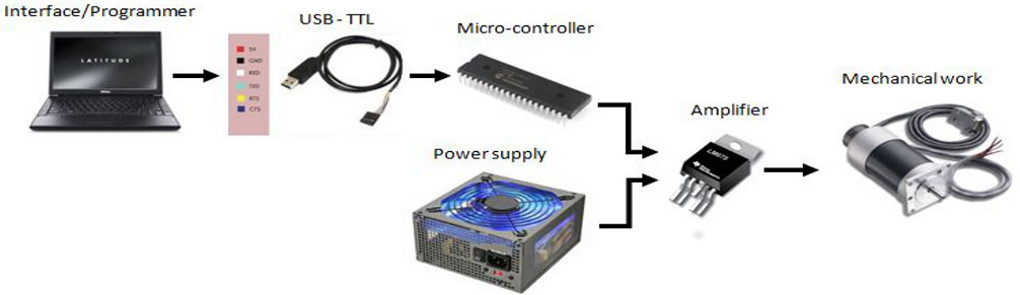 Interface/Programmer
USB - TTL
Micro-controller
Mechanical work
Amplifier
Power supply
LATITUDE
5V
GND
RXD
TXD
RTS
CTS
LM675